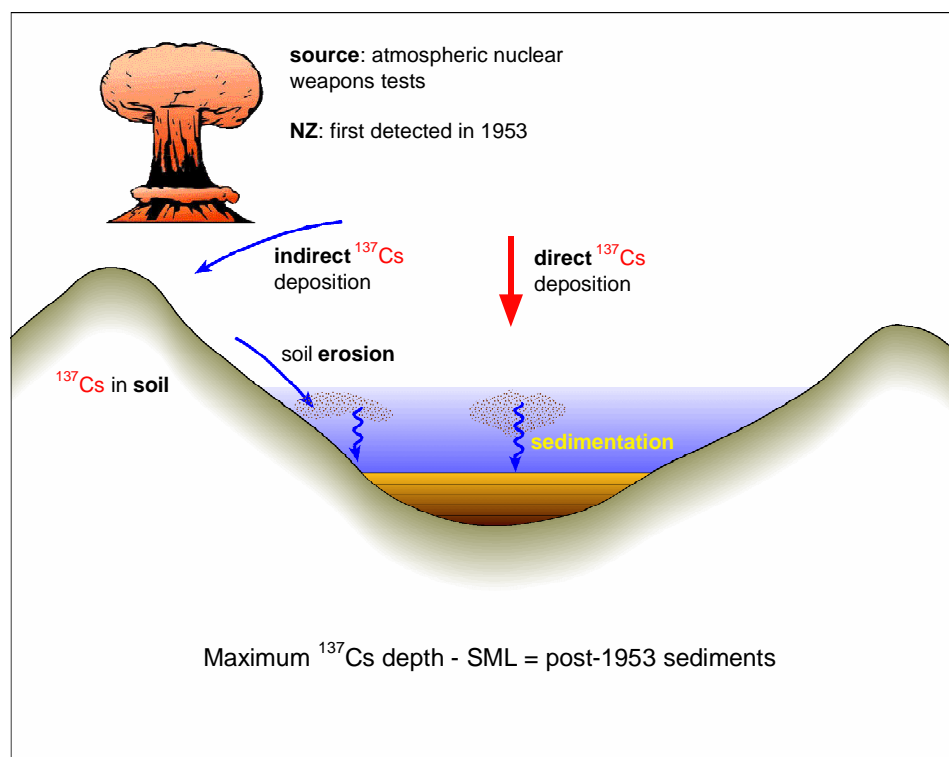 source: atmospheric nuclear
weapons tests
NZ: first detected in 1953
indirect ¹³⁷Cs
deposition
direct ¹³⁷Cs
deposition
soil erosion
¹³⁷Cs in soil
sedimentation
Maximum ¹³⁷Cs depth - SML = post-1953 sediments